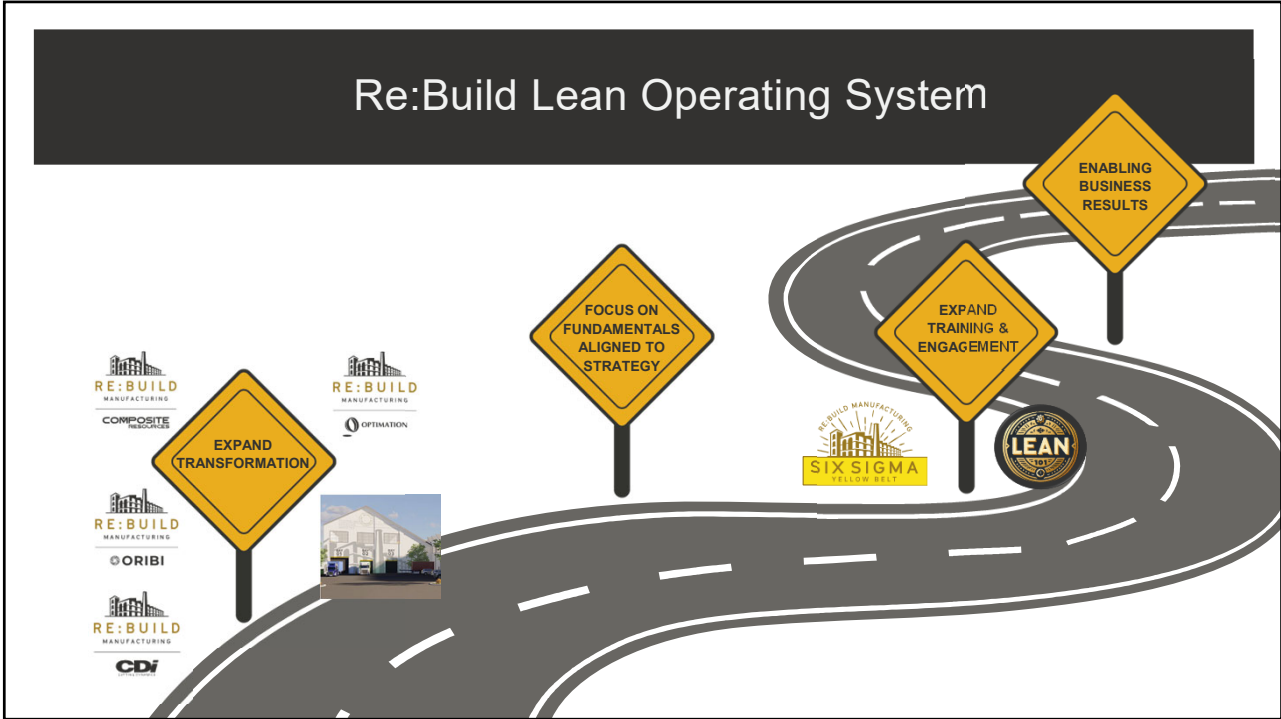 Re:Build Lean Operating System
ENABLING
BUSINESS
RESULTS
FOCUS ON
FUNDAMENTALS
ALIGNED TO
STRATEGY
EXPAND
TRAINING &
ENGAGEMENT
RE:BUILD
MANUFACTURING
COMPOSITE
RESOURCES
RE:BUILD
MANUFACTURING
OPTIMATION
EXPAND
TRANSFORMATION
RE:BUILD MANUFACTURING
SIX SIGMA
YELLOW BELT
LEAN
101
RE:BUILD
MANUFACTURING
ORIBI
RE:BUILD
MANUFACTURING
CDi